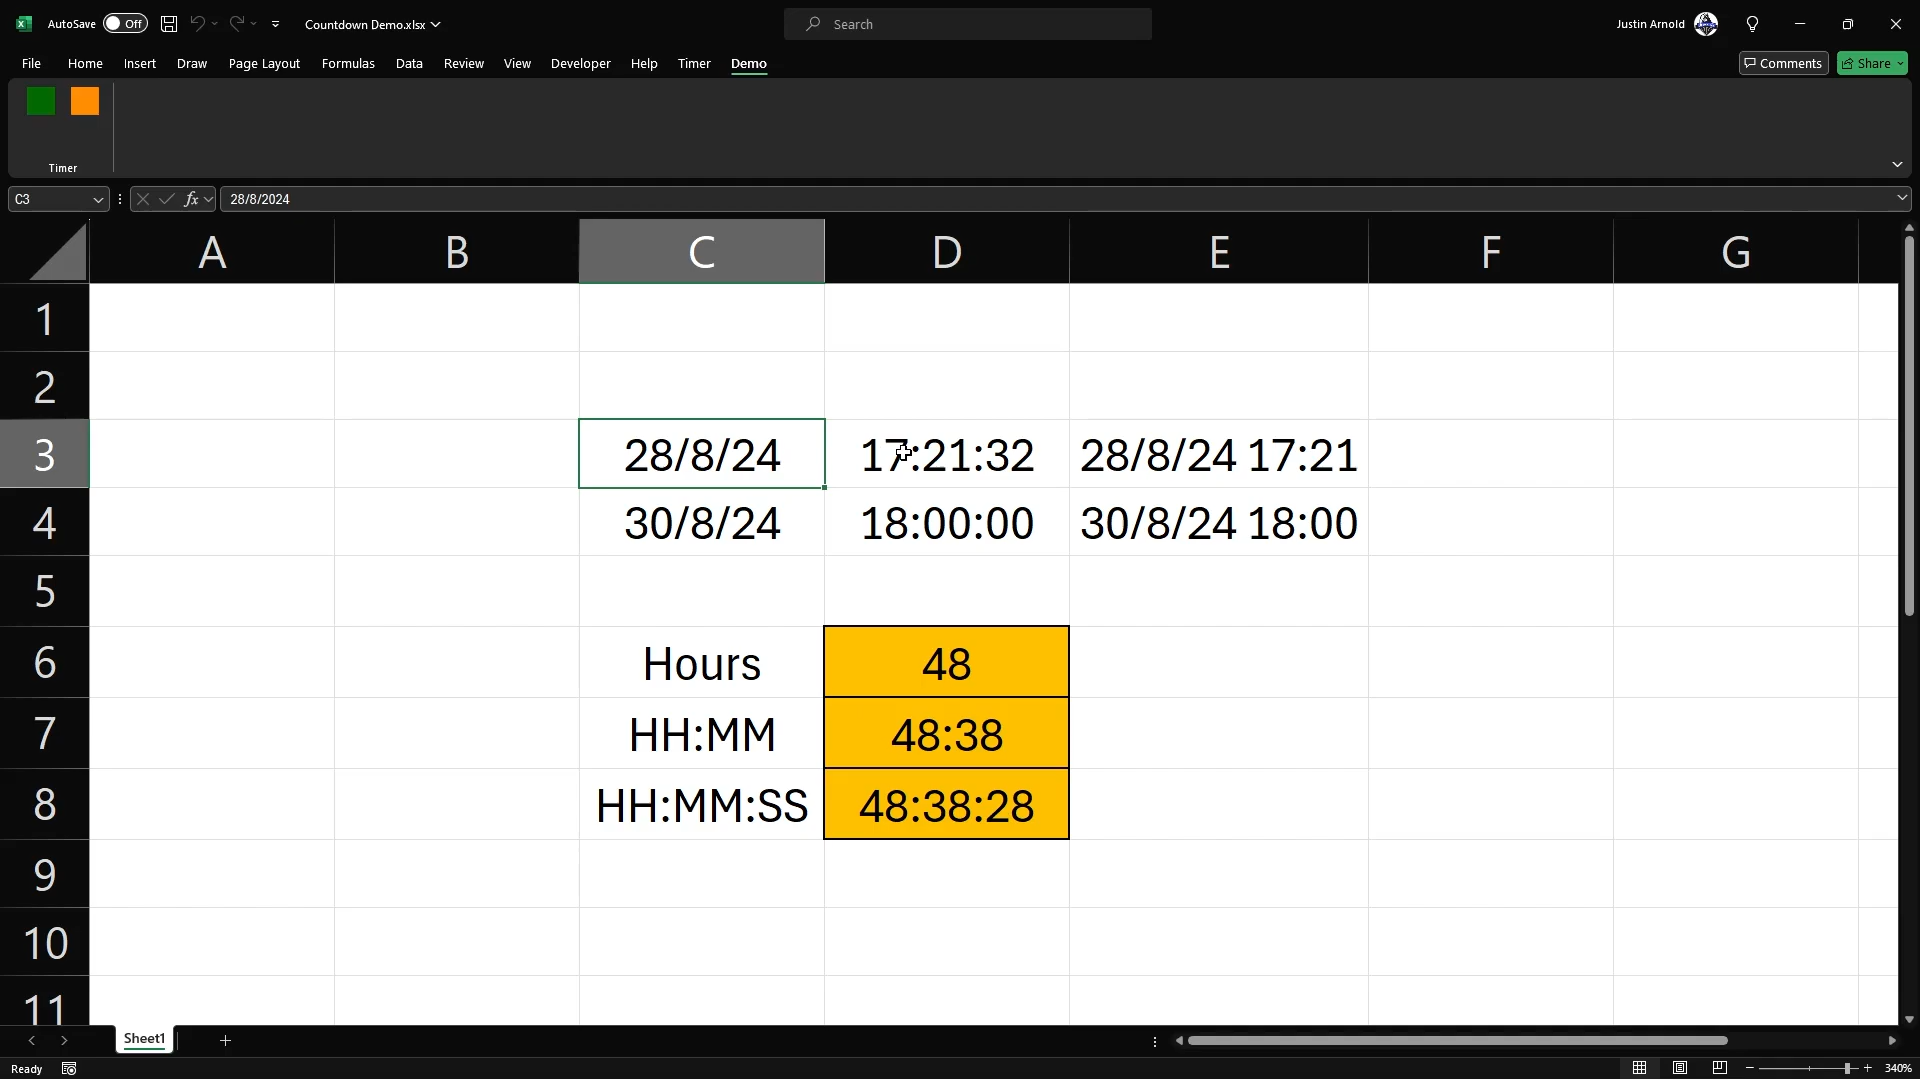 AutoSave Off Countdown Demo.xlsx Search Justin Arnold
File Home Insert Draw Page Layout Formulas Data Review View Developer Help Timer Demo Comments Share
Timer
C3 fx 28/8/2024
A B C D E F G
1
2
3 28/8/24 17:21:32 28/8/24 17:21
4 30/8/24 18:00:00 30/8/24 18:00
5
6 Hours 48
7 HH:MM 48:38
8 HH:MM:SS 48:38:28
9
10
11
Sheet1
Ready 340%